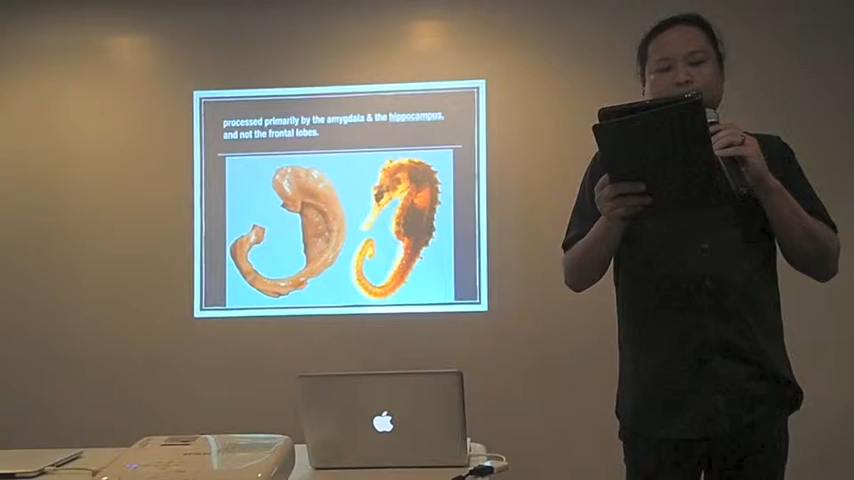 processed primarily by the amygdala & the hippocampus,
and not the frontal lobes.